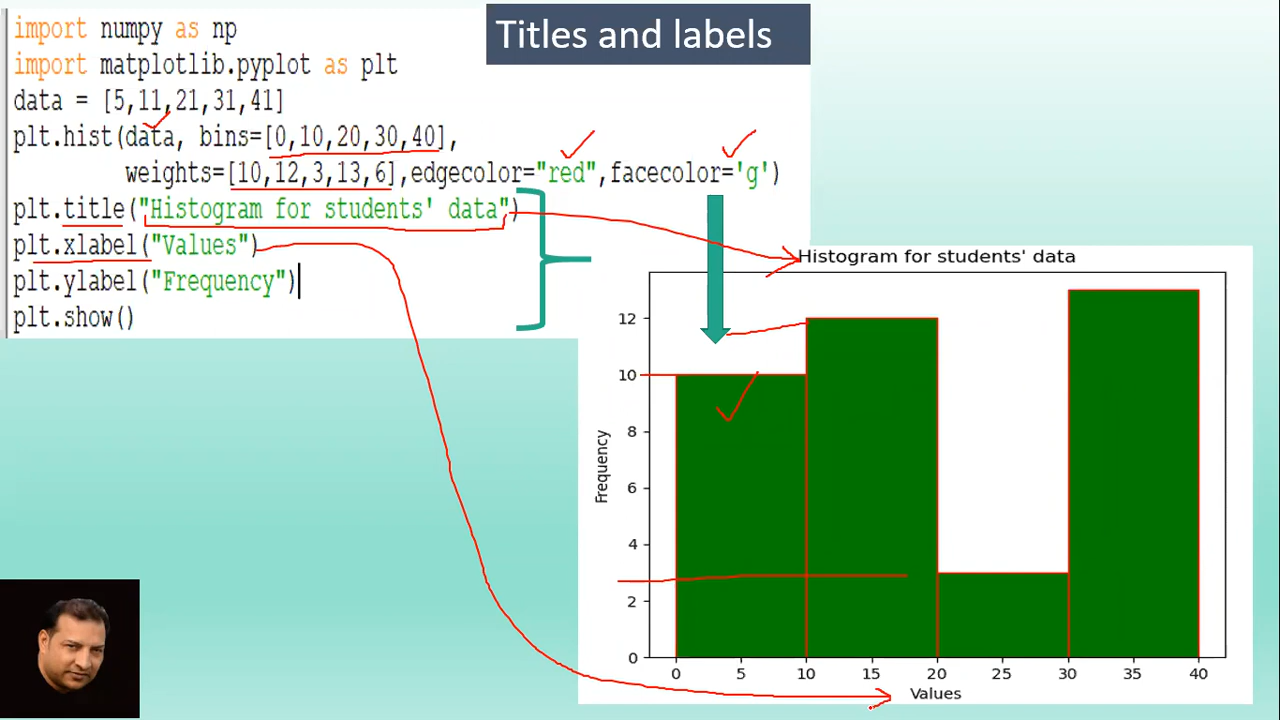 Titles and labels
import numpy as np
import matplotlib.pyplot as plt
data = [5,11,21,31,41]
plt.hist(data, bins=[0,10,20,30,40],
weights=[10,12,3,13,6],edgecolor="red",facecolor='g')
plt.title("Histogram for students' data")
plt.xlabel("Values")
plt.ylabel("Frequency")
plt.show()
Histogram for students' data
Frequency
12
10
8
6
4
2
0
0 5 10 15 20 25 30 35 40
Values